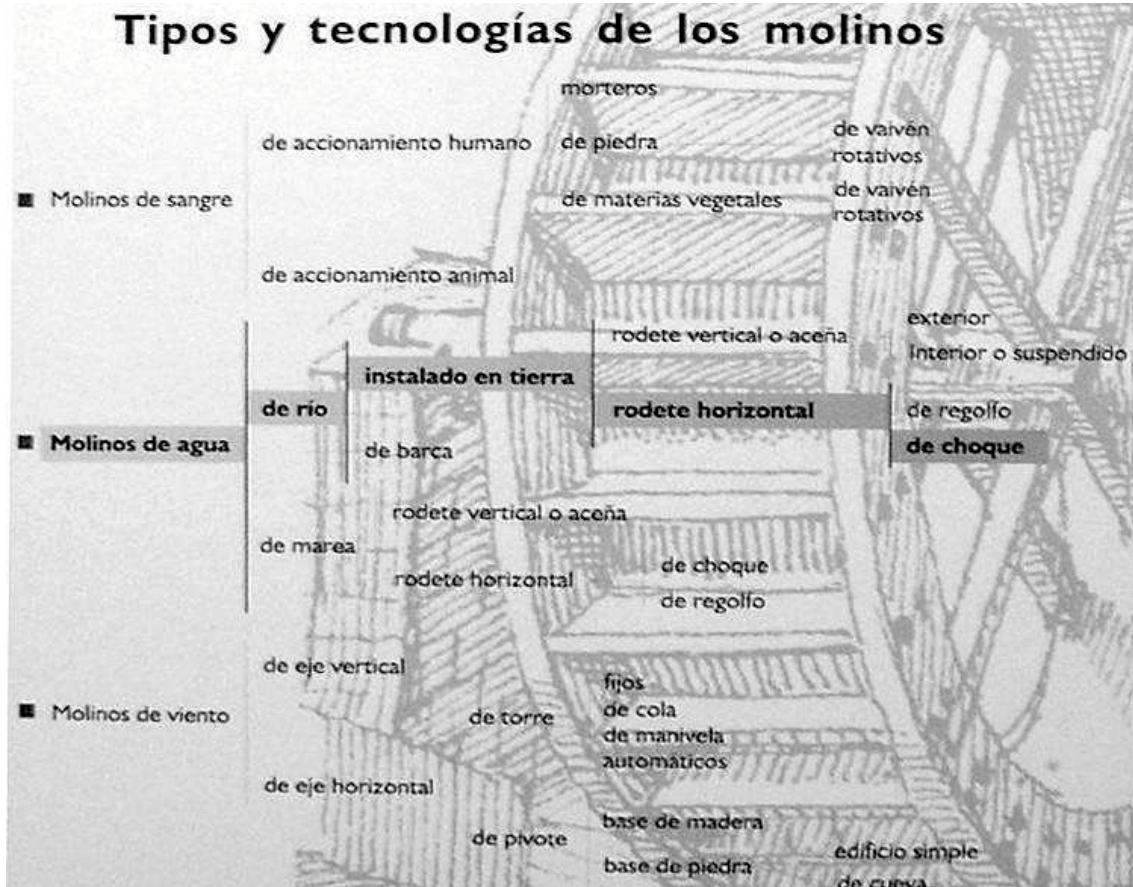 Tipos y tecnologías de los molinos
morteros
de accionamiento humano
de piedra
de vaivén
rotativos
Molinos de sangre
de materias vegetales
de vaivén
rotativos
de accionamiento animal
rodete vertical o aceña
exterior
Interior o suspendido
instalado en tierra
de río
rodete horizontal
de regolfo
Molinos de agua
de choque
de barca
rodete vertical o aceña
de marea
rodete horizontal
de choque
de regolfo
de eje vertical
Molinos de viento
de torre
fijos
de cola
de manivela
automáticos
de eje horizontal
de pivote
base de madera
base de piedra
edificio simple
de cueva